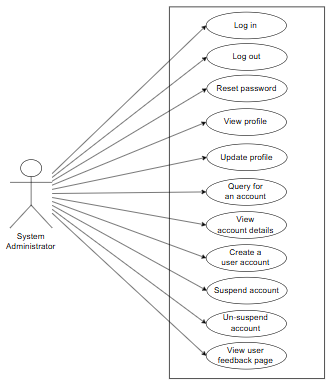 Log in
Log out
Reset password
View profile
Update profile
Query for
an account
View
account details
Create a
user account
Suspend account
Un-suspend
account
View user
feedback page
System
Administrator